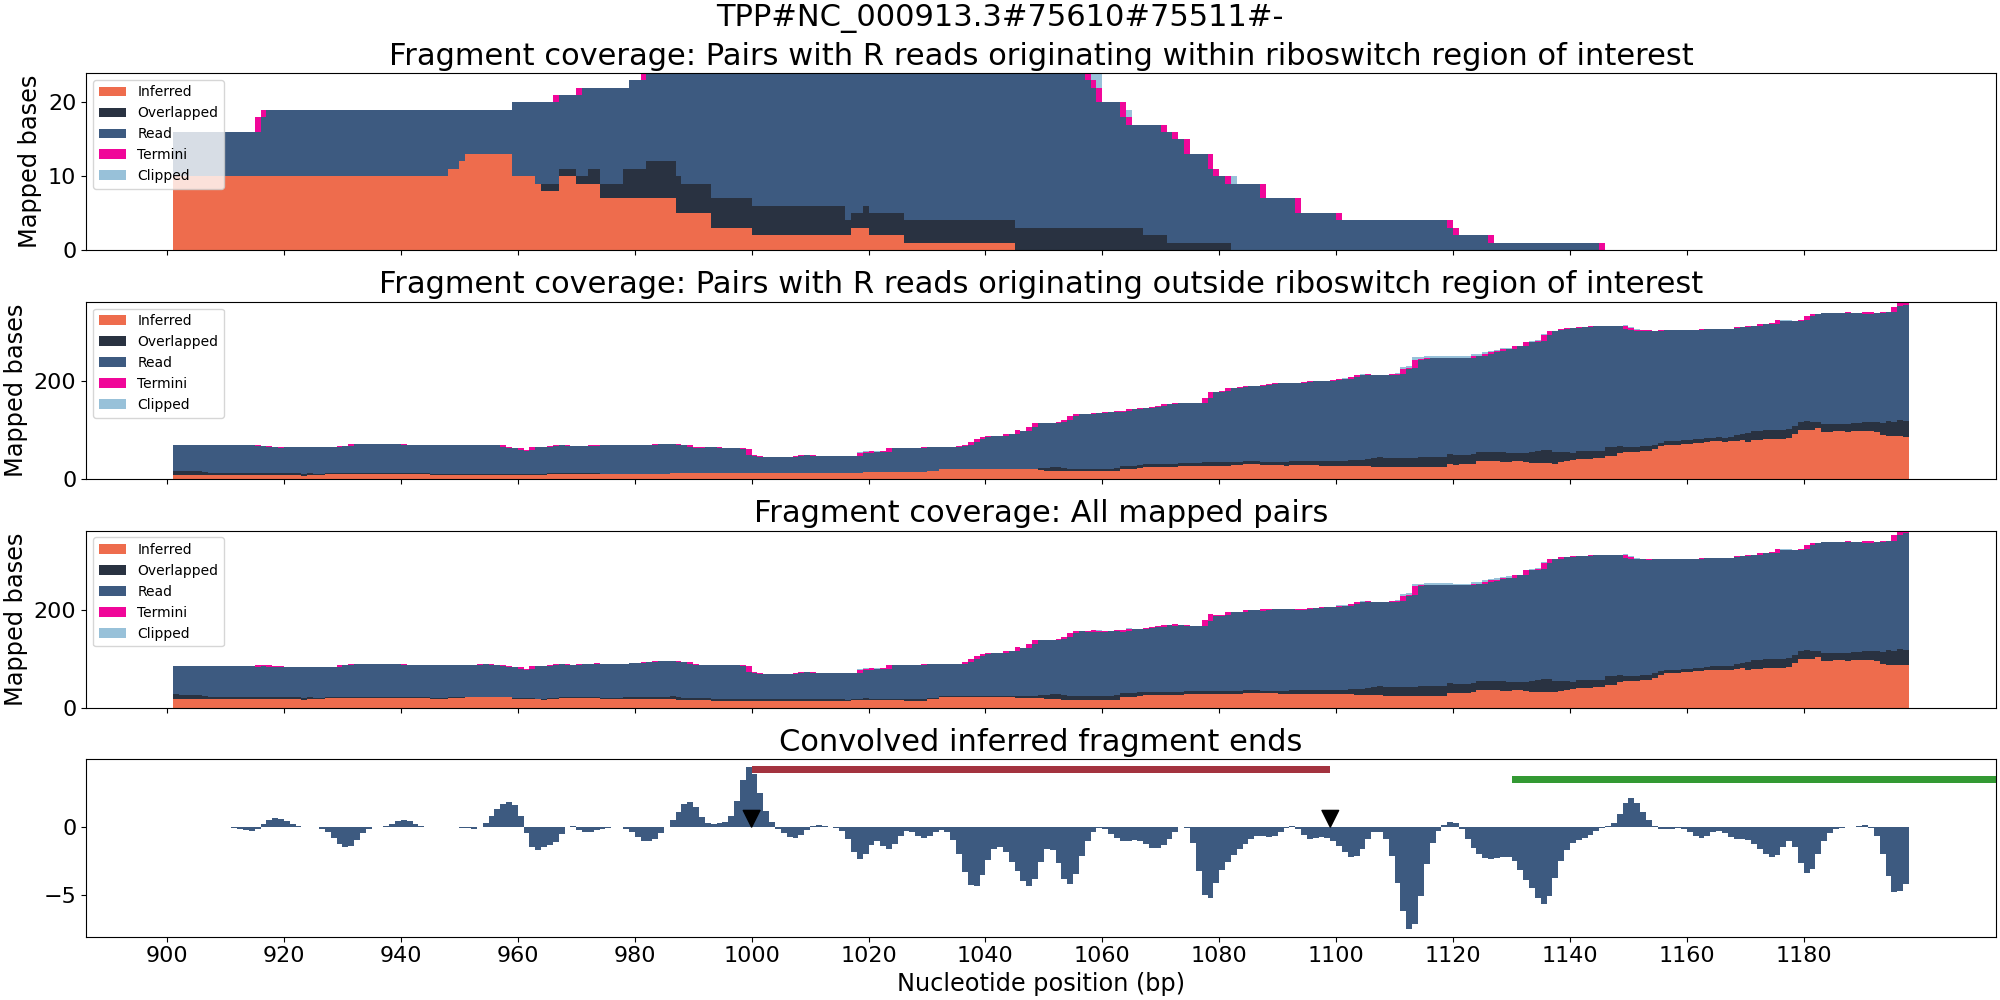 TPP#NC_000913.3#75610#75511#-
Fragment coverage: Pairs with R reads originating within riboswitch region of interest
Mapped bases
20
10
0
Inferred
Overlapped
Read
Termini
Clipped
Fragment coverage: Pairs with R reads originating outside riboswitch region of interest
Mapped bases
200
0
Inferred
Overlapped
Read
Termini
Clipped
Fragment coverage: All mapped pairs
Mapped bases
200
0
Inferred
Overlapped
Read
Termini
Clipped
Convolved inferred fragment ends
0
−5
900 920 940 960 980 1000 1020 1040 1060 1080 1100 1120 1140 1160 1180
Nucleotide position (bp)